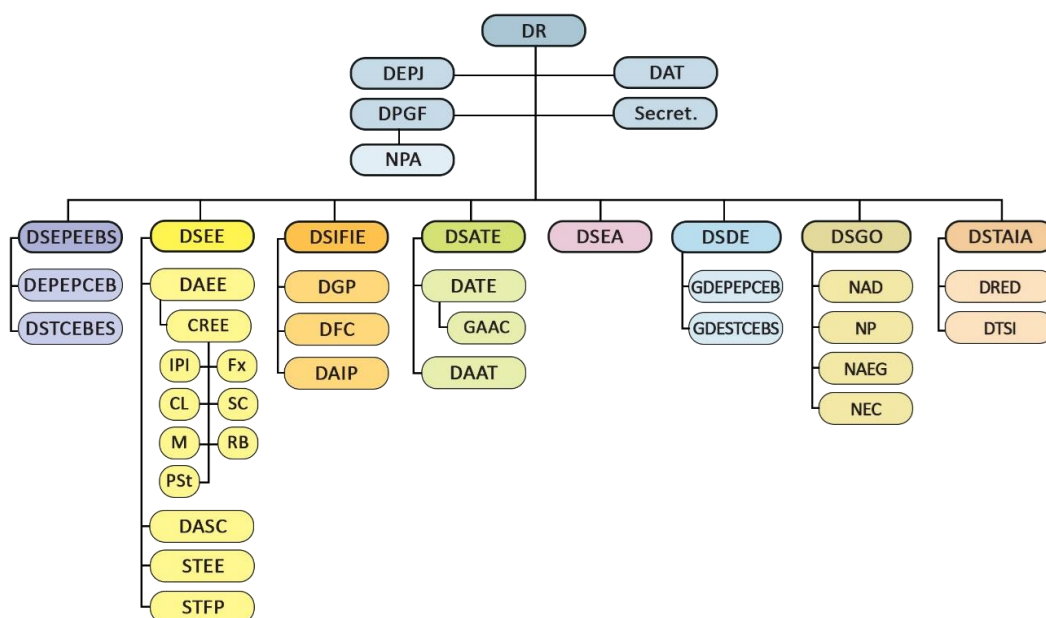 DR
DEPJ
DAT
DPGF
Secret.
NPA
DSEPEEBS
DSEE
DSIFIE
DSATE
DSEA
DSDE
DSGO
DSTAIA
DEPEPCEB
DSTCEBES
DAEE
CREE
IPI
Fx
CL
SC
M
RB
PSt
DASC
STEE
STFP
DGP
DFC
DAIP
DATE
GAAC
DAAT
GDEPEPCEB
GDESTCEBS
NAD
NP
NAEG
NEC
DRED
DTSI